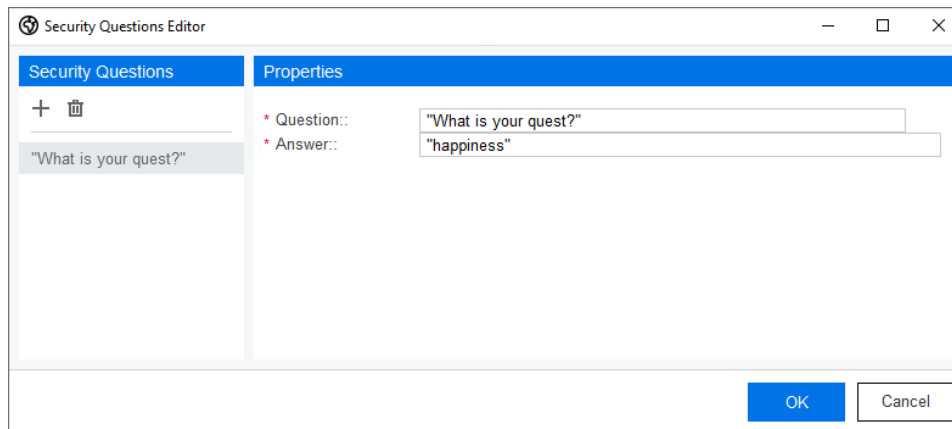 Security Questions Editor
Security Questions
Properties
"What is your quest?"
* Question:: "What is your quest?"
* Answer:: "happiness"
OK
Cancel